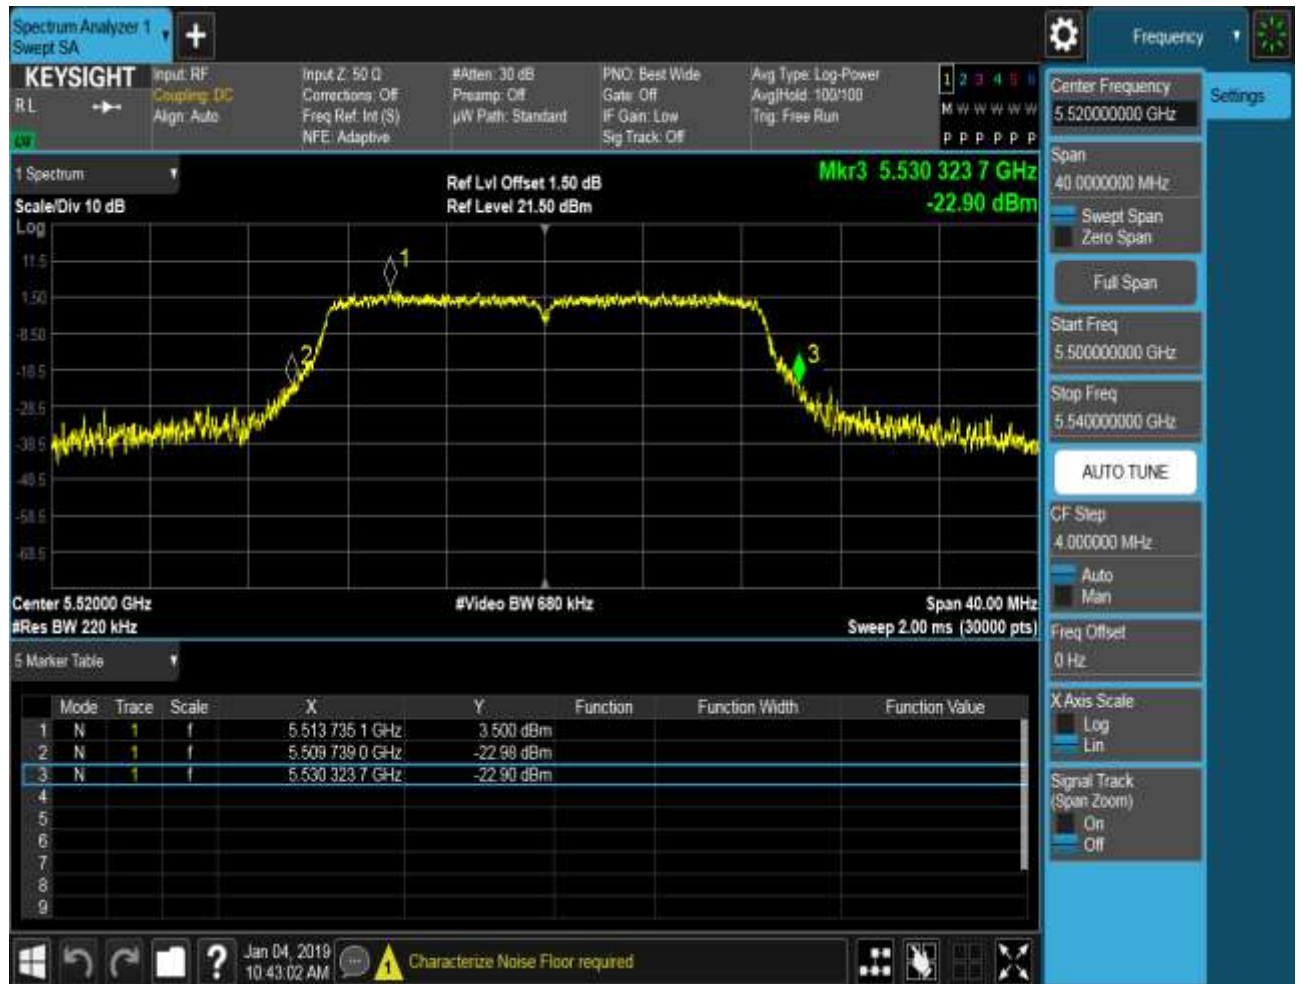 Spectrum Analyzer 1
Swept SA
+
Frequency
KEYSIGHT
RL
Input: RF
Coupling: DC
Align: Auto
Input Z: 50 Ω
Corrections: Off
Freq Ref: Int (S)
NFE: Adaptive
#Atten: 30 dB
Preamp: Off
µW Path: Standard
PNO: Best Wide
Gate: Off
IF Gain: Low
Sig Track: Off
Avg Type: Log-Power
Avg|Hold: 100/100
Trig: Free Run
1 2 3 4 5 6
M W W W W W
P P P P P P
1 Spectrum
Scale/Div 10 dB
Log
Ref Lvl Offset 1.50 dB
Ref Level 21.50 dBm
Mkr3 5.530 323 7 GHz
-22.90 dBm
11.5
1.50
-8.50
-18.5
-28.5
-38.5
-48.5
-58.5
-68.5
1
2
3
Center 5.52000 GHz
#Res BW 220 kHz
#Video BW 680 kHz
Span 40.00 MHz
Sweep 2.00 ms (30000 pts)
5 Marker Table
Mode Trace Scale X Y Function Function Width Function Value
1 N 1 f 5.513 735 1 GHz 3.500 dBm
2 N 1 f 5.509 739 0 GHz -22.98 dBm
3 N 1 f 5.530 323 7 GHz -22.90 dBm
4
5
6
7
8
9
Center Frequency
5.520000000 GHz
Settings
Span
40.0000000 MHz
Swept Span
Zero Span
Full Span
Start Freq
5.500000000 GHz
Stop Freq
5.540000000 GHz
AUTO TUNE
CF Step
4.000000 MHz
Auto
Man
Freq Offset
0 Hz
X Axis Scale
Log
Lin
Signal Track
(Span Zoom)
On
Off
?
Jan 04, 2019
10:43:02 AM
1
Characterize Noise Floor required